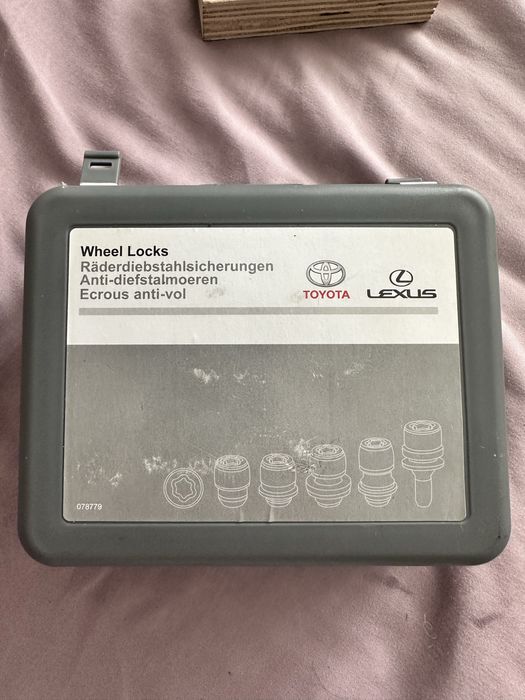 Wheel Locks
Räderdiebstahlsicherungen
Anti-diefstalmoeren
Ecrous anti-vol
TOYOTA
LEXUS
078779